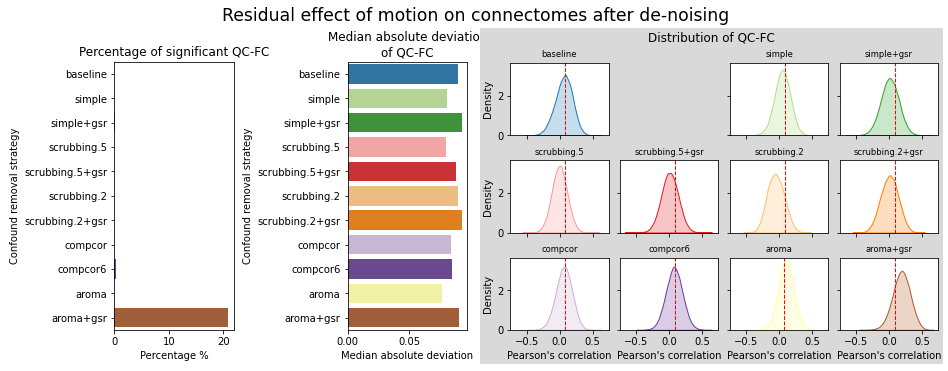 Residual effect of motion on connectomes after de-noising
Percentage of significant QC-FC
Confound removal strategy
baseline
simple
simple+gsr
scrubbing.5
scrubbing.5+gsr
scrubbing.2
scrubbing.2+gsr
compcor
compcor6
aroma
aroma+gsr
0 10 20
Percentage %
Median absolute deviatio
of QC-FC
Confound removal strategy
baseline
simple
simple+gsr
scrubbing.5
scrubbing.5+gsr
scrubbing.2
scrubbing.2+gsr
compcor
compcor6
aroma
aroma+gsr
0.00 0.05
Median absolute deviation
Distribution of QC-FC
baseline simple simple+gsr
Density
2
0
scrubbing.5 scrubbing.5+gsr scrubbing.2 scrubbing.2+gsr
Density
2
0
compcor compcor6 aroma aroma+gsr
Density
2
0
−0.5 0.0 0.5 −0.5 0.0 0.5 −0.5 0.0 0.5 −0.5 0.0 0.5
Pearson's correlation Pearson's correlation Pearson's correlation Pearson's correlation